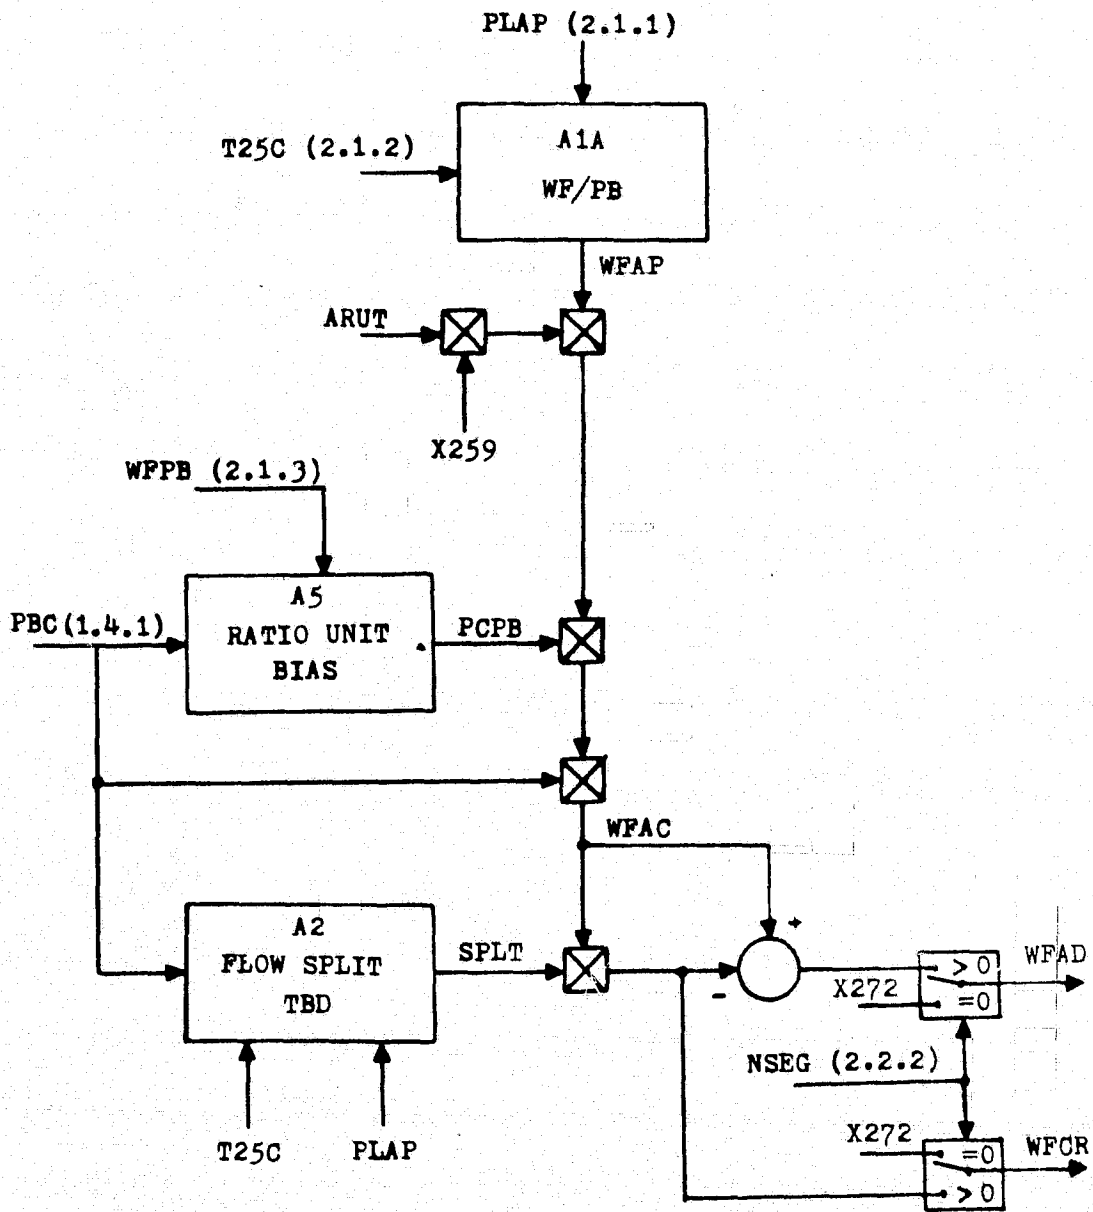 PLAP (2.1.1)
A1A
T25C (2.1.2)
WF/PB
WFAP
ARUT
X259
WFPB (2.1.3)
A5
PBC(1.4.1)
RATIO UNIT
PCPB
BIAS
WFAC
A2
+
SPLT
FLOW SPLIT
WFAD
> 0
TBD
-
X272
=0
NSEG (2.2.2)
X272
T25C
PLAP
=0
WFCR
> 0